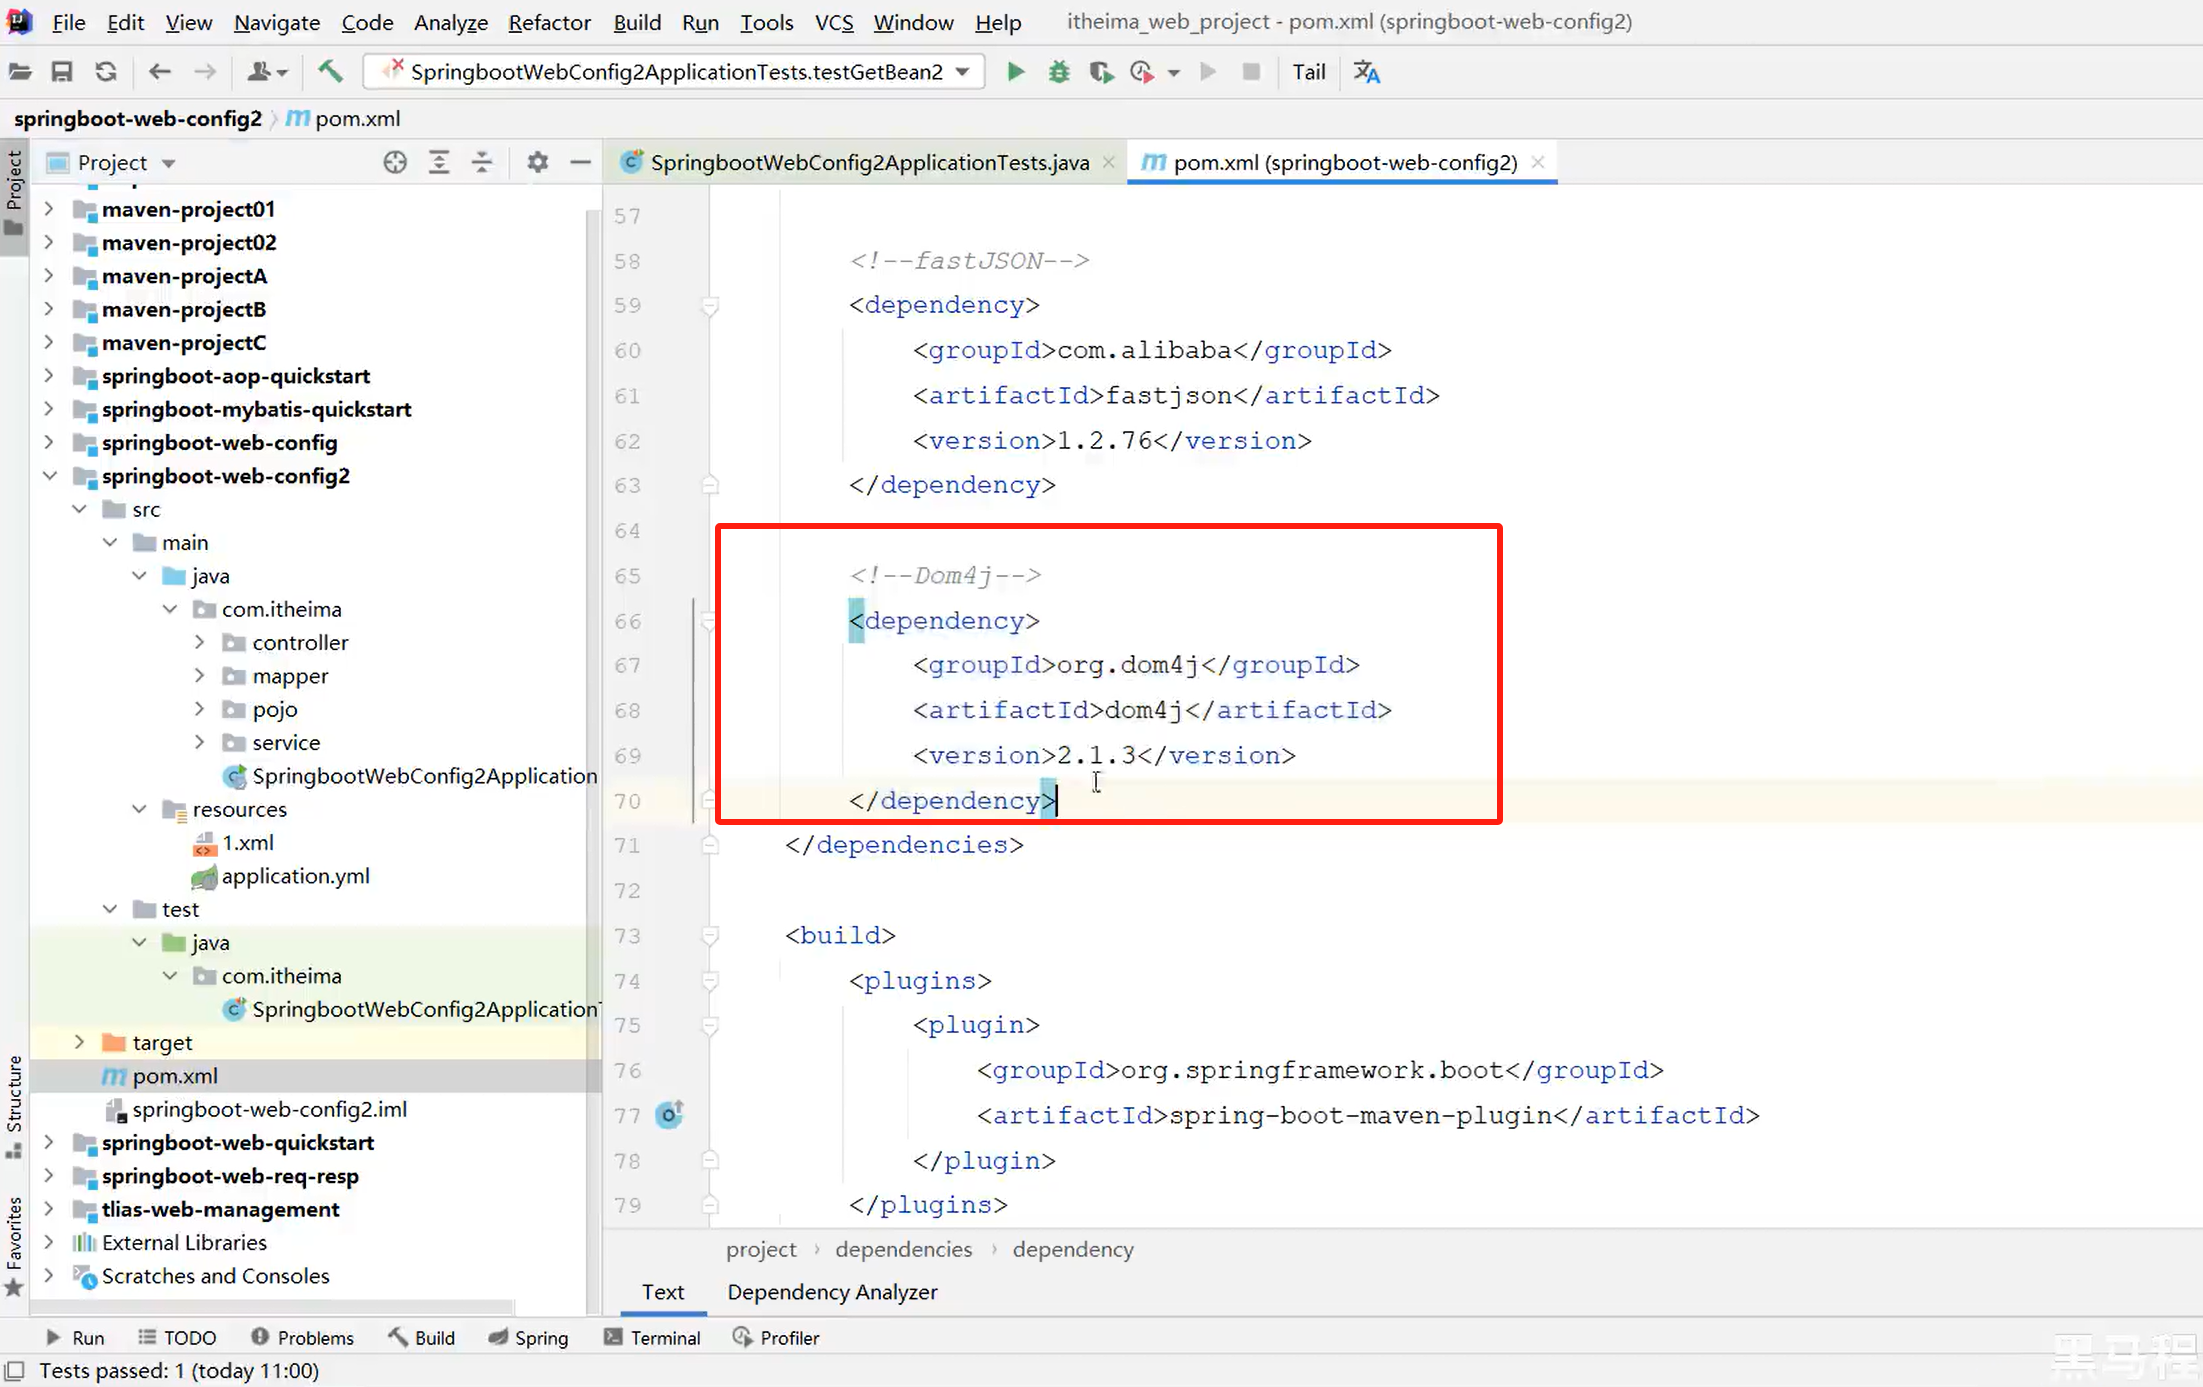 File Edit View Navigate Code Analyze Refactor Build Run Tools VCS Window Help itheima_web_project - pom.xml (springboot-web-config2)
SpringbootWebConfig2ApplicationTests.testGetBean2 Tail
springboot-web-config2 pom.xml
Project
Project
SpringbootWebConfig2ApplicationTests.java
pom.xml (springboot-web-config2)
maven-project01
maven-project02
maven-projectA
maven-projectB
maven-projectC
springboot-aop-quickstart
springboot-mybatis-quickstart
springboot-web-config
springboot-web-config2
src
main
java
com.itheima
controller
mapper
pojo
service
SpringbootWebConfig2Application
resources
1.xml
application.yml
test
java
com.itheima
SpringbootWebConfig2Application
target
pom.xml
springboot-web-config2.iml
springboot-web-quickstart
springboot-web-req-resp
tlias-web-management
External Libraries
Scratches and Consoles
Structure
Favorites
57
58 <!--fastJSON-->
59 <dependency>
60 <groupId>com.alibaba</groupId>
61 <artifactId>fastjson</artifactId>
62 <version>1.2.76</version>
63 </dependency>
64
65 <!--Dom4j-->
66 <dependency>
67 <groupId>org.dom4j</groupId>
68 <artifactId>dom4j</artifactId>
69 <version>2.1.3</version>
70 </dependency>
71 </dependencies>
72
73 <build>
74 <plugins>
75 <plugin>
76 <groupId>org.springframework.boot</groupId>
77 <artifactId>spring-boot-maven-plugin</artifactId>
78 </plugin>
79 </plugins>
project › dependencies › dependency
Text Dependency Analyzer
Run TODO Problems Build Spring Terminal Profiler
Tests passed: 1 (today 11:00)
黑马程